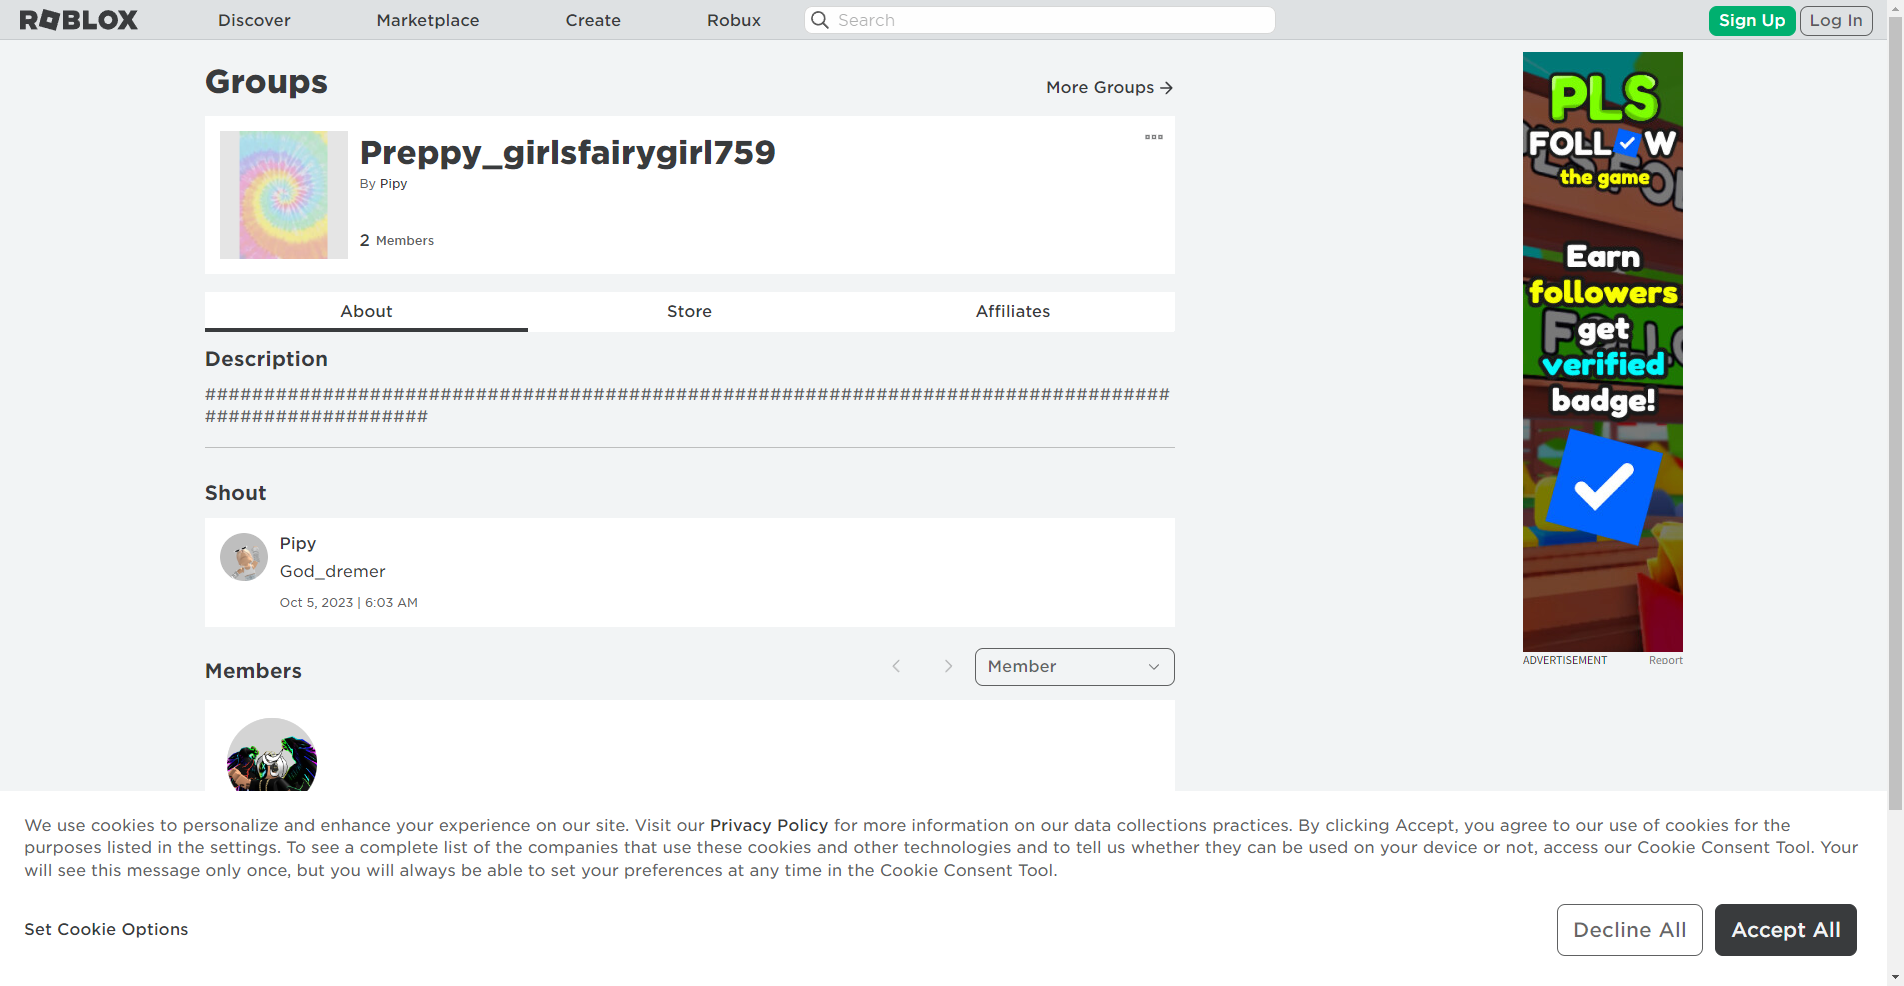 ROBLOX Discover Marketplace Create Robux Search Sign Up Log In
Groups
More Groups →
Preppy_girlsfairygirl759
By Pipy
2 Members
About Store Affiliates
Description
##################################################################################
###################
Shout
Pipy
God_dremer
Oct 5, 2023 | 6:03 AM
Members
Member
PLS
FOLLOW
the game
Earn
followers
get
verified
badge!
ADVERTISEMENT Report
We use cookies to personalize and enhance your experience on our site. Visit our Privacy Policy for more information on our data collections practices. By clicking Accept, you agree to our use of cookies for the
purposes listed in the settings. To see a complete list of the companies that use these cookies and other technologies and to tell us whether they can be used on your device or not, access our Cookie Consent Tool. Your
will see this message only once, but you will always be able to set your preferences at any time in the Cookie Consent Tool.
Set Cookie Options
Decline All
Accept All